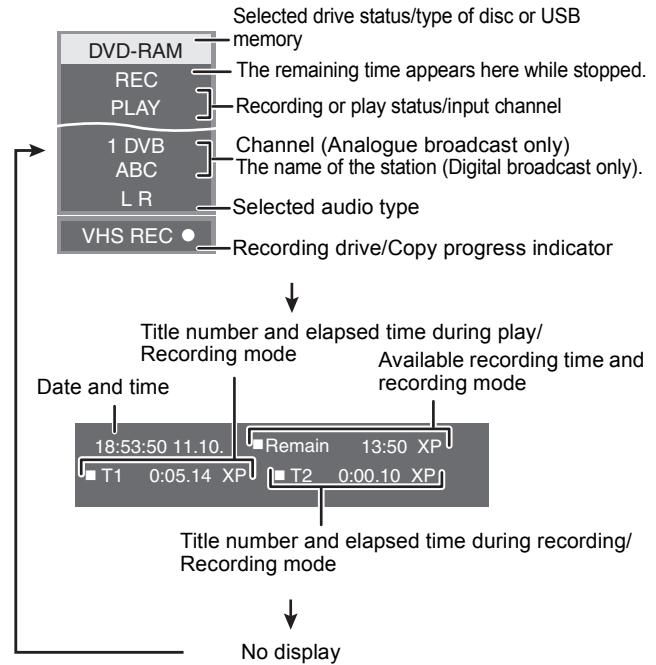 Selected drive status/type of disc or USB
memory
DVD-RAM
REC
The remaining time appears here while stopped.
PLAY
Recording or play status/input channel
1 DVB
ABC
Channel (Analogue broadcast only)
The name of the station (Digital broadcast only).
L R
Selected audio type
VHS REC ●
Recording drive/Copy progress indicator
Title number and elapsed time during play/
Recording mode
Available recording time and
recording mode
Date and time
18:53:50 11.10. ■Remain 13:50 XP
■ T1 0:05.14 XP ■ T2 0:00.10 XP
Title number and elapsed time during recording/
Recording mode
No display